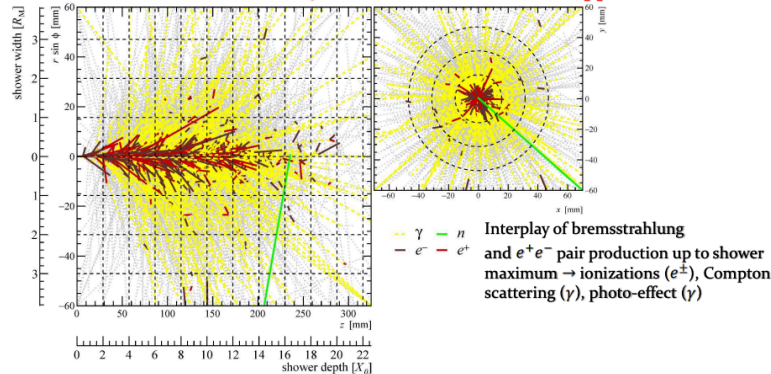 shower width [R_M]
r sin ϕ [mm]
60
40
20
0
−20
−40
−60
3
2
1
0
1
2
3
0 50 100 150 200 250 300
z [mm]
0 2 4 6 8 10 12 14 16 18 20 22
shower depth [X_0]
60
40
20
0
−20
−40
−60
y [mm]
−60 −40 −20 0 20 40 60
x [mm]
γ n
e⁻ e⁺
Interplay of bremsstrahlung
and e⁺e⁻ pair production up to shower
maximum → ionizations (e^±), Compton
scattering (γ), photo-effect (γ)